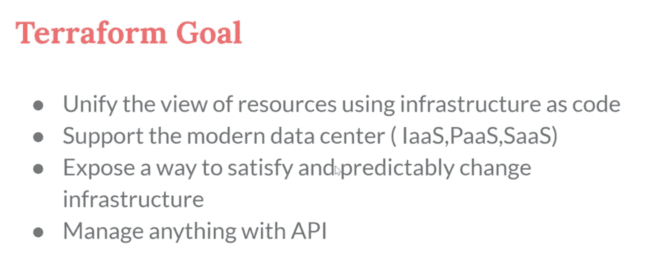 Terraform Goal
● Unify the view of resources using infrastructure as code
● Support the modern data center ( IaaS,PaaS,SaaS)
● Expose a way to satisfy and predictably change
infrastructure
● Manage anything with API